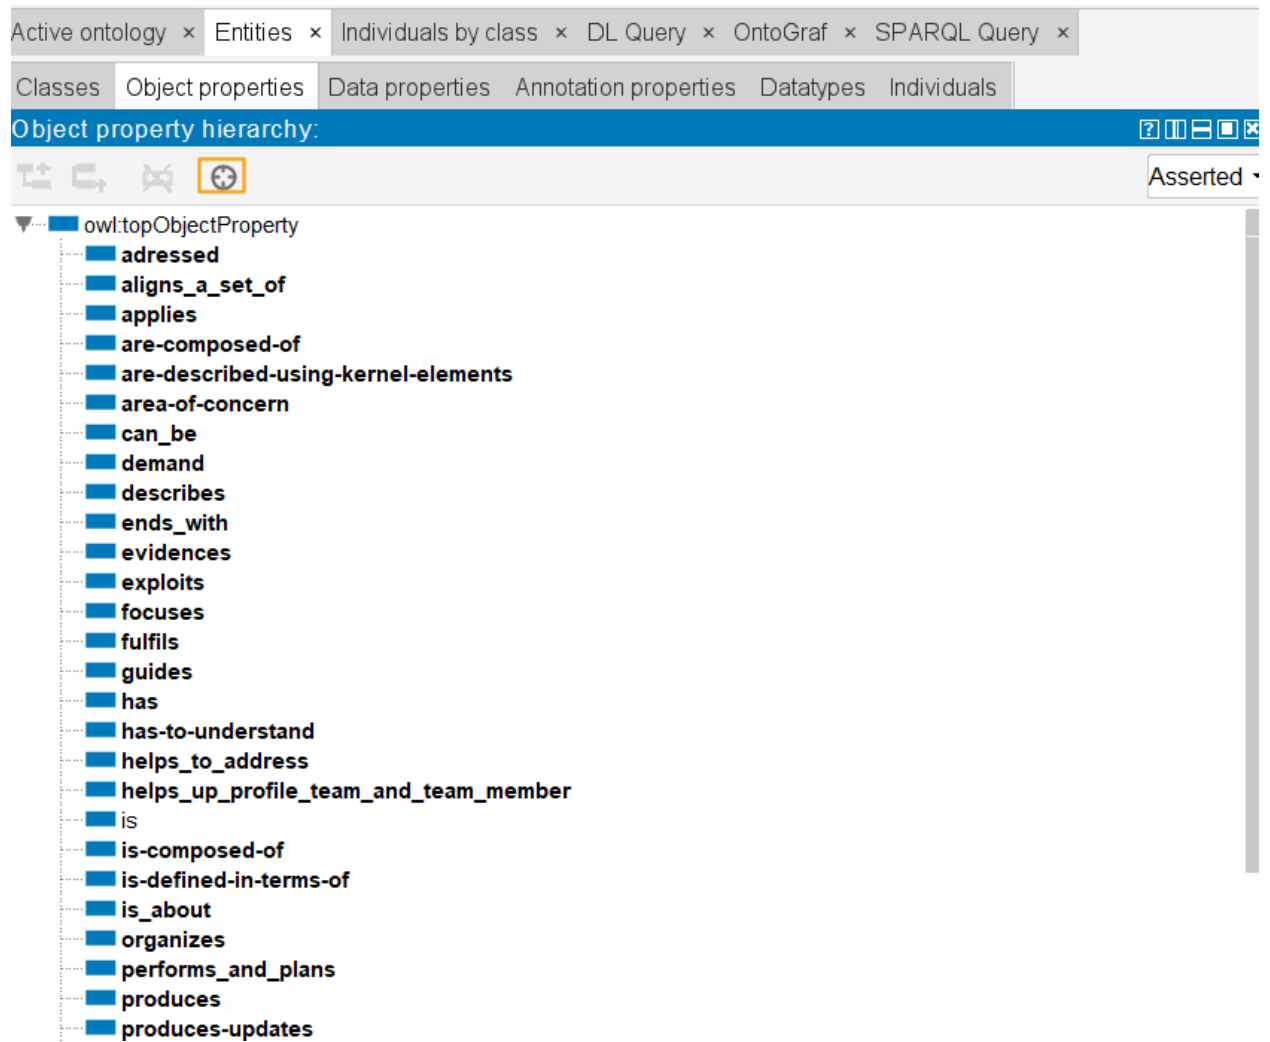 Active ontology × Entities × Individuals by class × DL Query × OntoGraf × SPARQL Query ×
Classes Object properties Data properties Annotation properties Datatypes Individuals
Object property hierarchy:
Asserted
owl:topObjectProperty
adressed
aligns_a_set_of
applies
are-composed-of
are-described-using-kernel-elements
area-of-concern
can_be
demand
describes
ends_with
evidences
exploits
focuses
fulfils
guides
has
has-to-understand
helps_to_address
helps_up_profile_team_and_team_member
is
is-composed-of
is-defined-in-terms-of
is_about
organizes
performs_and_plans
produces
produces-updates